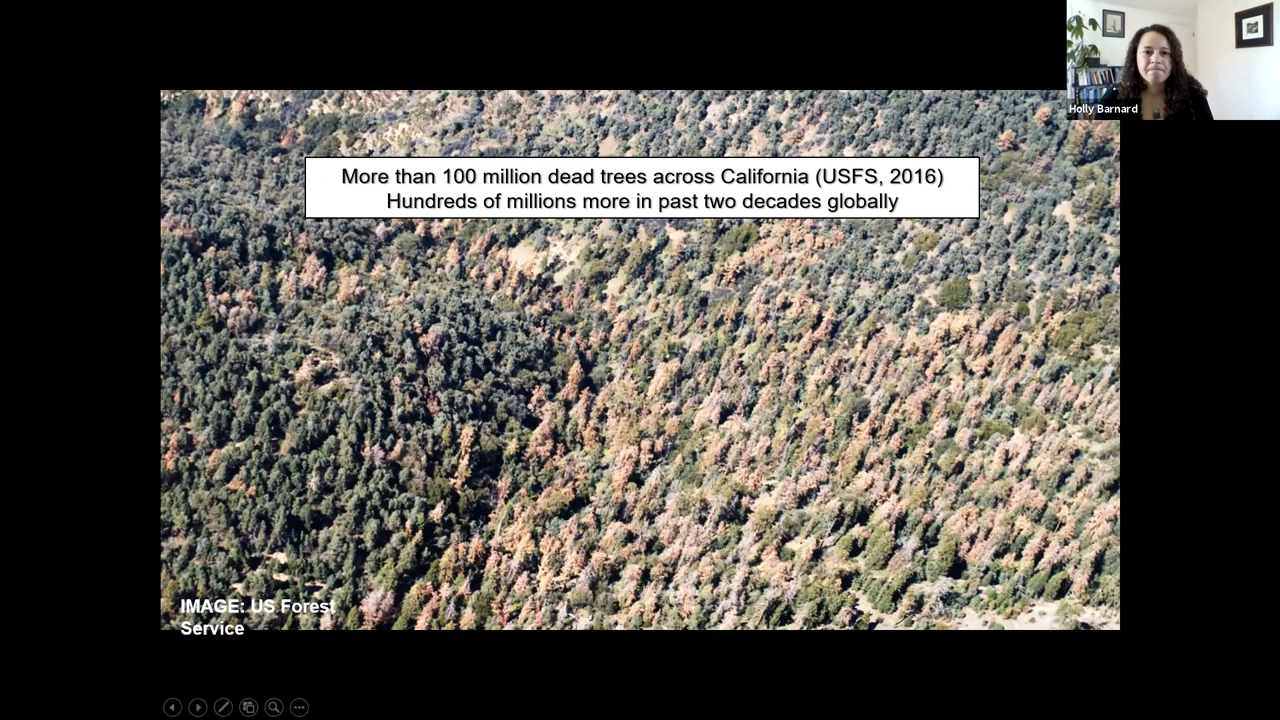 Holly Barnard
More than 100 million dead trees across California (USFS, 2016)
Hundreds of millions more in past two decades globally
IMAGE: US Forest
Service